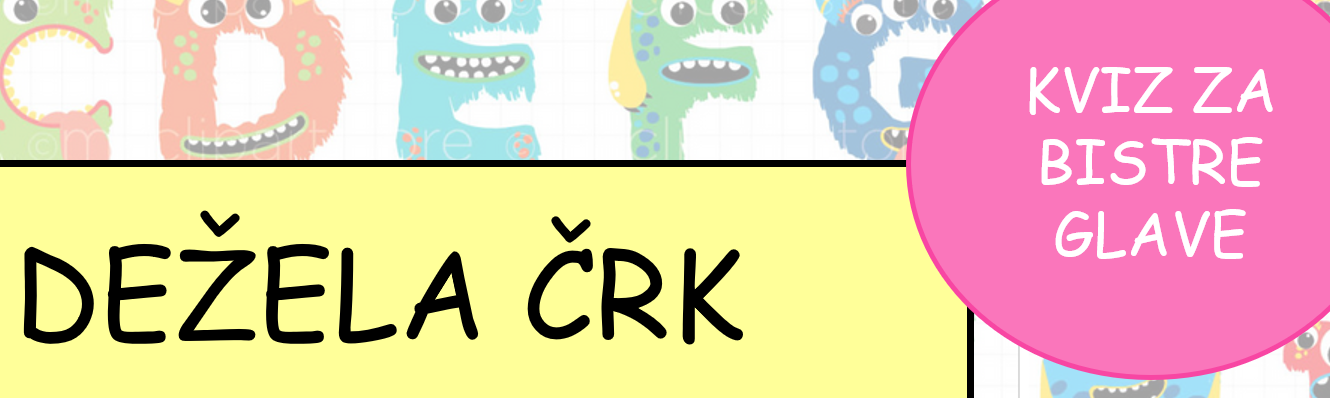 C D E F G
DEŽELA ČRK
KVIZ ZA
BISTRE
GLAVE